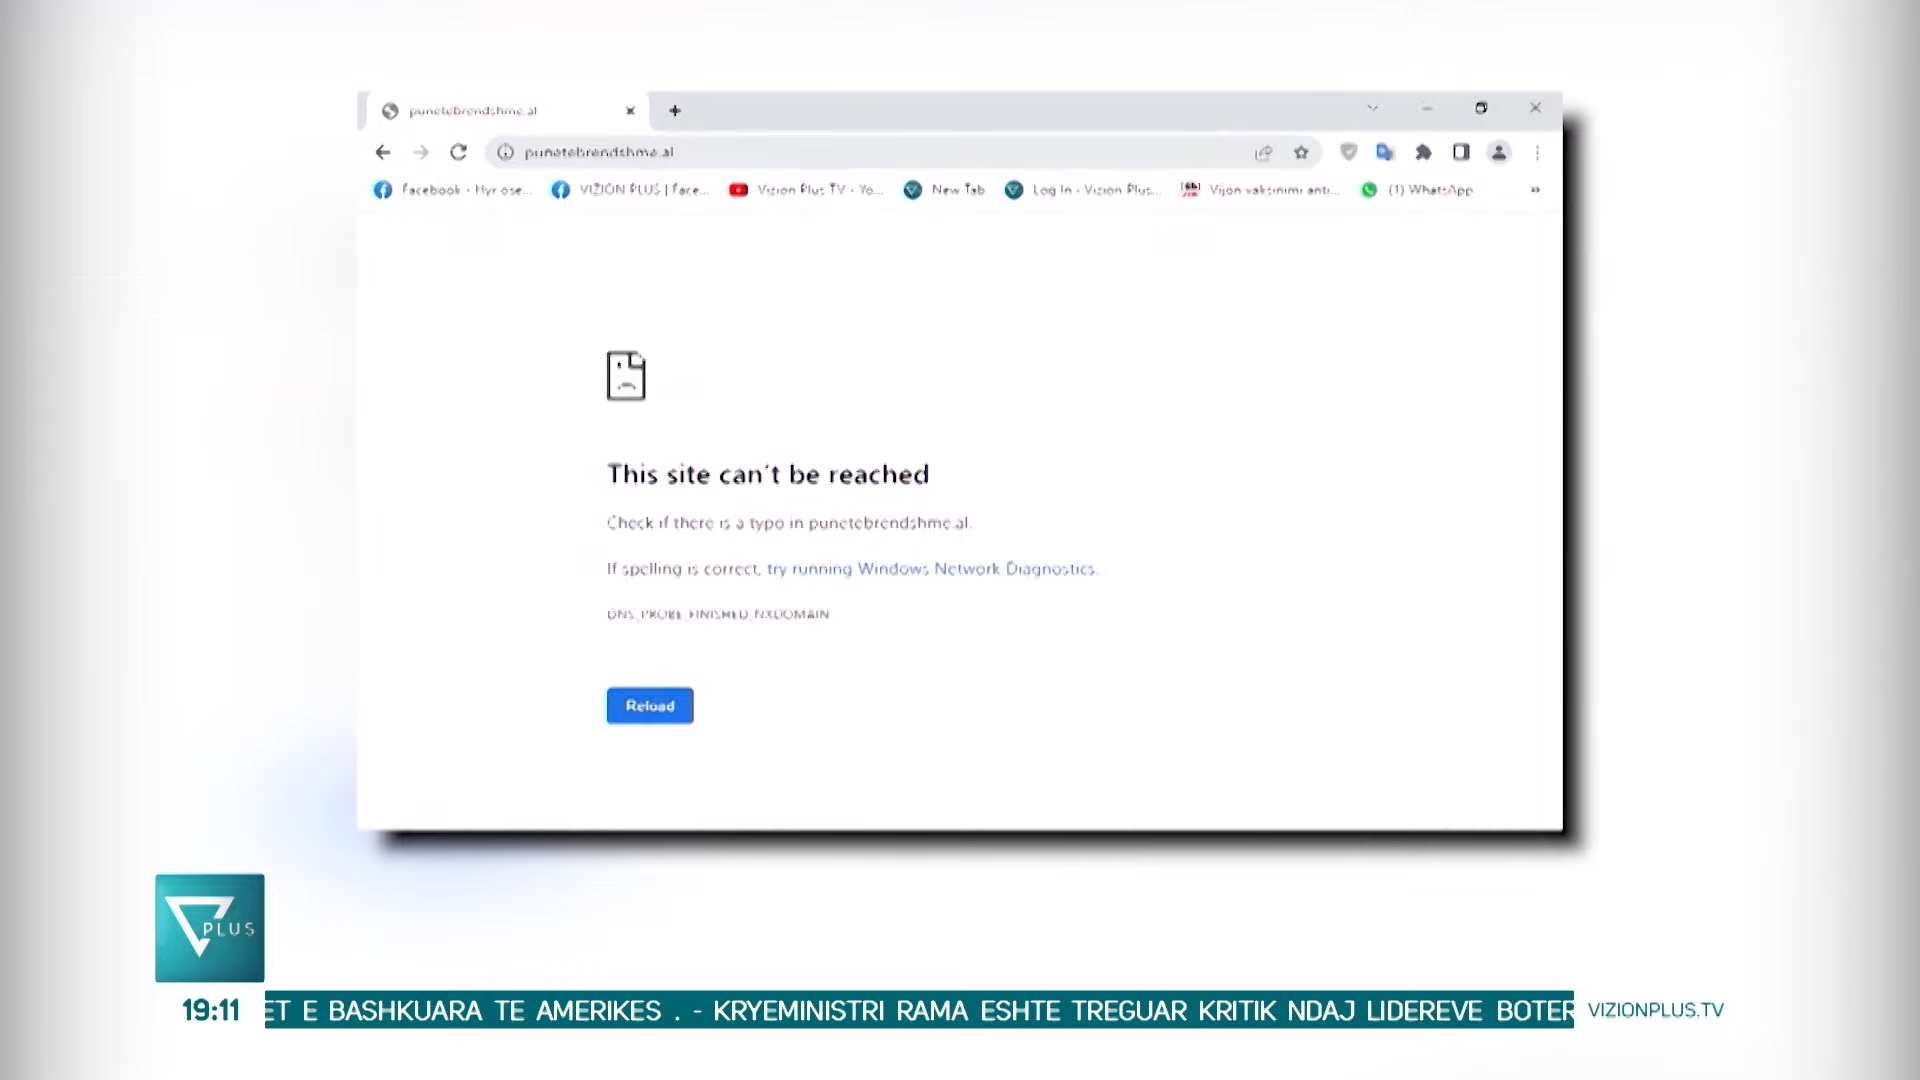 punetebrendshme.al
punetebrendshme.al
Facebook - Hyr ose... VIZION PLUS | Face... Vizion Plus TV - Yo... New Tab Log In - Vizion Plus... Vijon vaksinimi anti... (1) WhatsApp »
This site can't be reached
Check if there is a typo in punetebrendshme.al.
If spelling is correct, try running Windows Network Diagnostics.
DNS_PROBE_FINISHED_NXDOMAIN
Reload
PLUS
19:11 ET E BASHKUARA TE AMERIKES . - KRYEMINISTRI RAMA ESHTE TREGUAR KRITIK NDAJ LIDEREVE BOTER VIZIONPLUS.TV